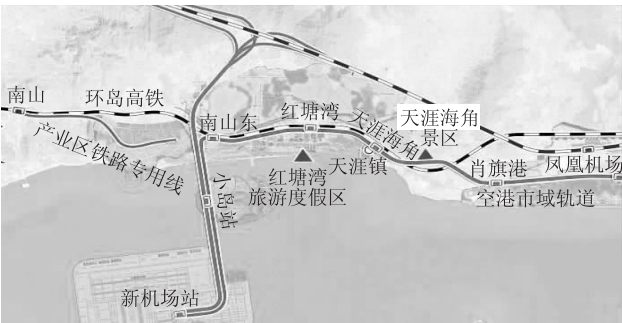 南山
环岛高铁
产业区铁路专用线
南山东
红塘湾
天涯海角
天涯海角
景区
天涯镇
红塘湾
旅游度假区
肖旗港
凤凰机场
空港市域轨道
小岛站
新机场站